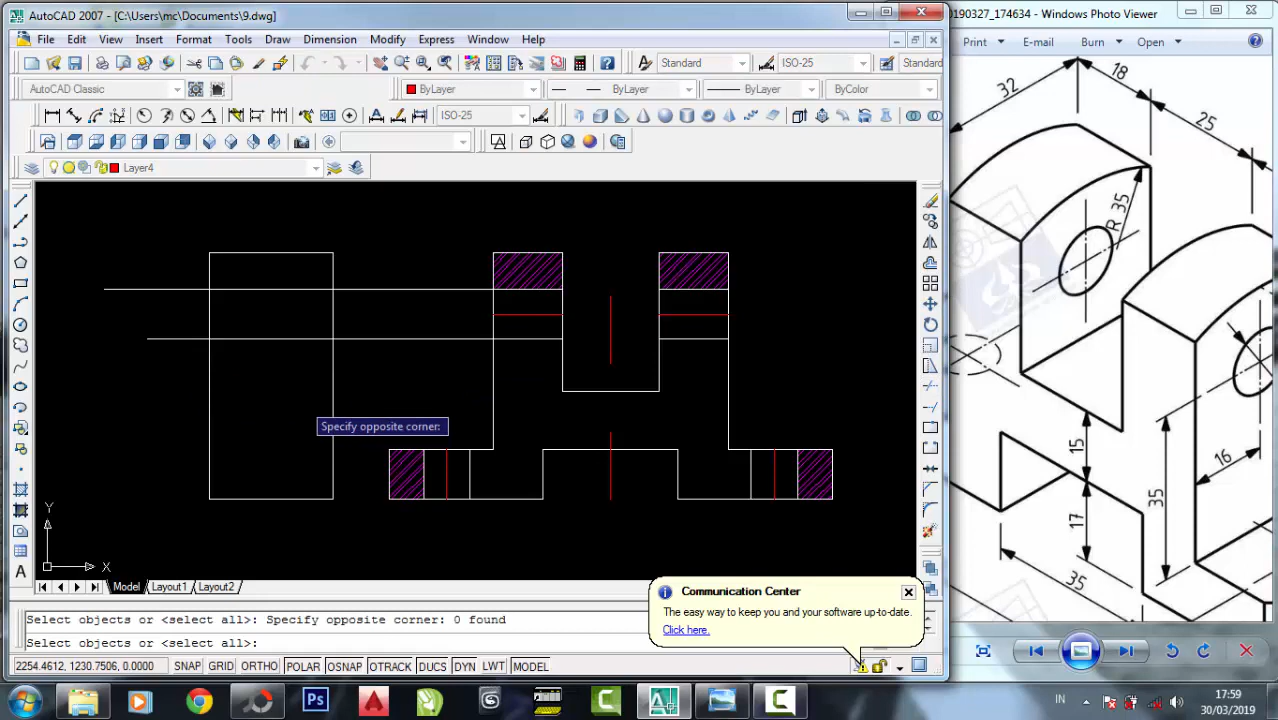 AutoCAD 2007 - [C:\Users\mc\Documents\9.dwg]
20190327_174634 - Windows Photo Viewer
File Edit View Insert Format Tools Draw Dimension Modify Express Window Help
Print E-mail Burn Open
Standard ISO-25 Standard
AutoCAD Classic ByLayer ByLayer ByLayer ByColor
ISO-25
Layer4
32
18
25
R 35
Specify opposite corner:
15
16
35
17
35
Y
X
Model Layout1 Layout2
Communication Center
The easy way to keep you and your software up-to-date.
Click here.
Select objects or <select all>: Specify opposite corner: 0 found
Select objects or <select all>:
2254.4612, 1230.7506, 0.0000 SNAP GRID ORTHO POLAR OSNAP OTRACK DUCS DYN LWT MODEL
IN
17:59
30/03/2019